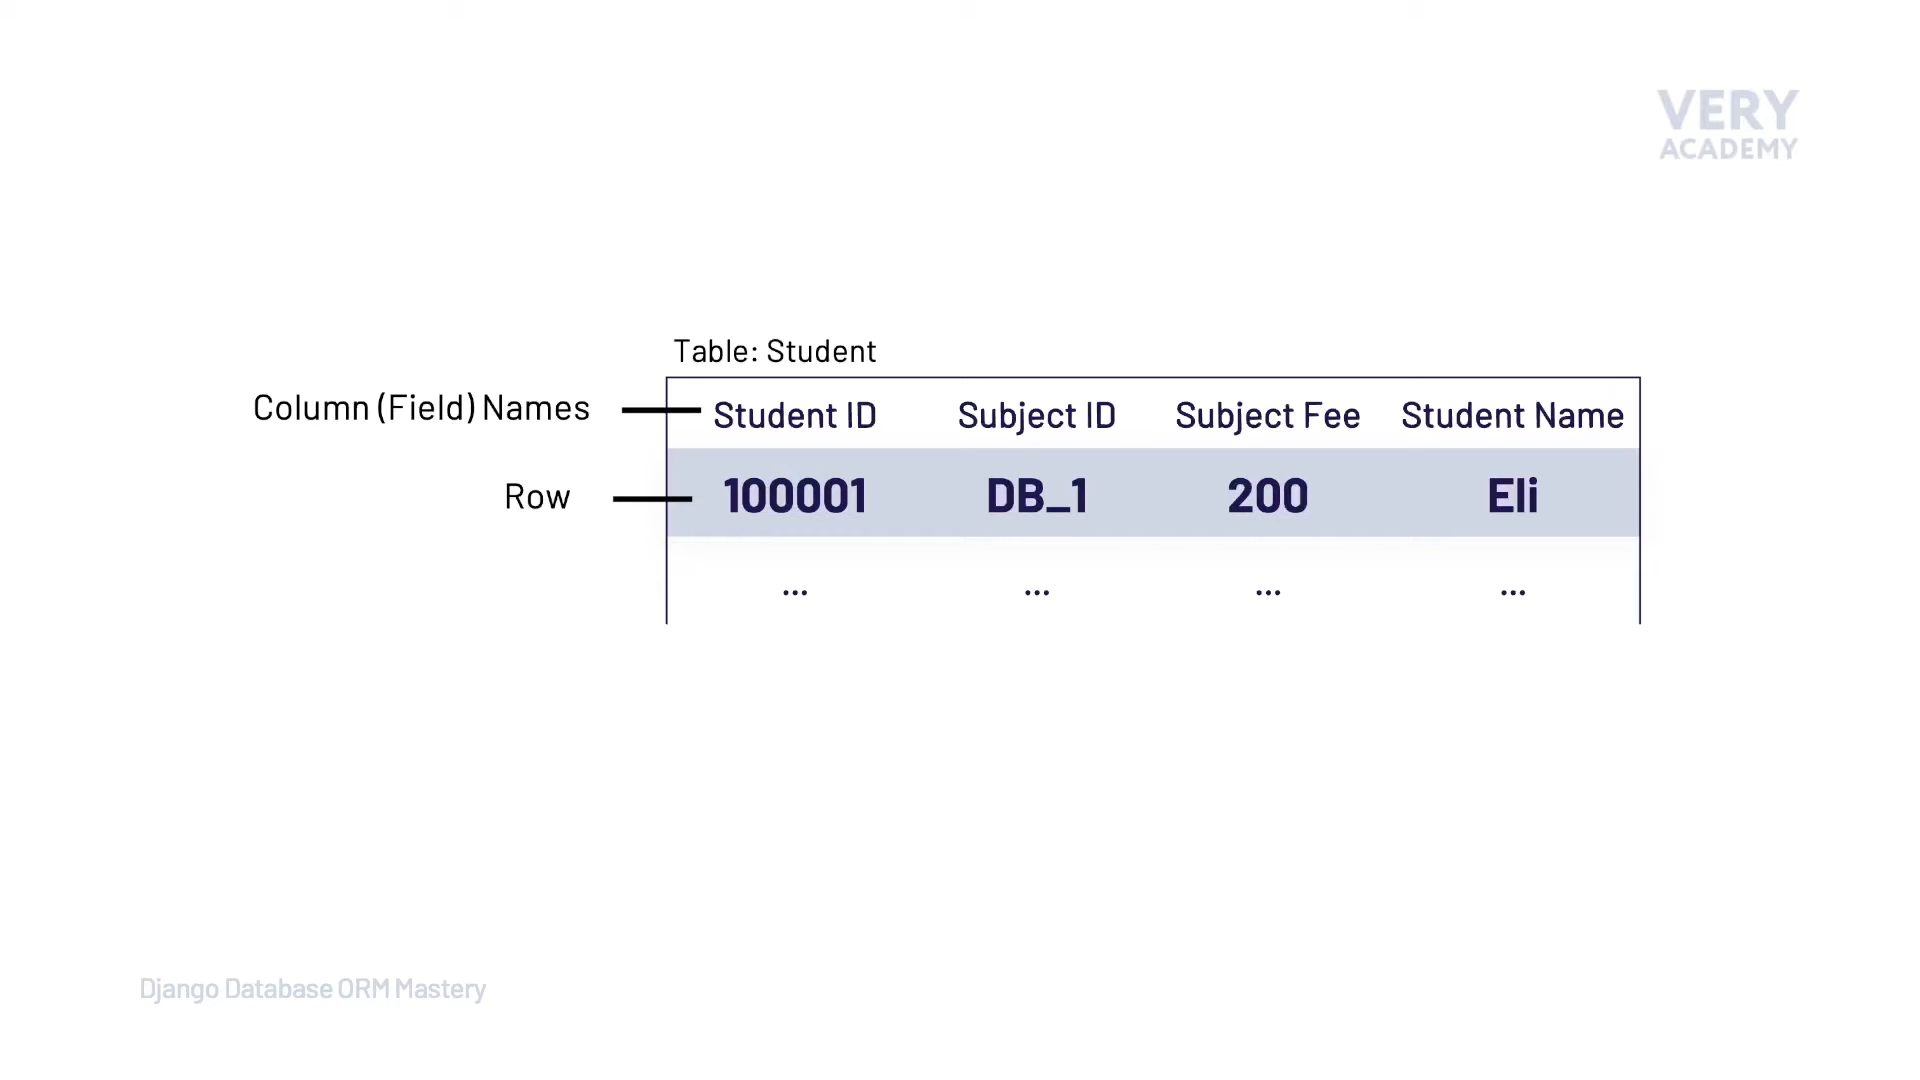 VERY
ACADEMY
Table: Student
Column (Field) Names
Student ID Subject ID Subject Fee Student Name
Row
100001 DB_1 200 Eli
... ... ... ...
Django Database ORM Mastery